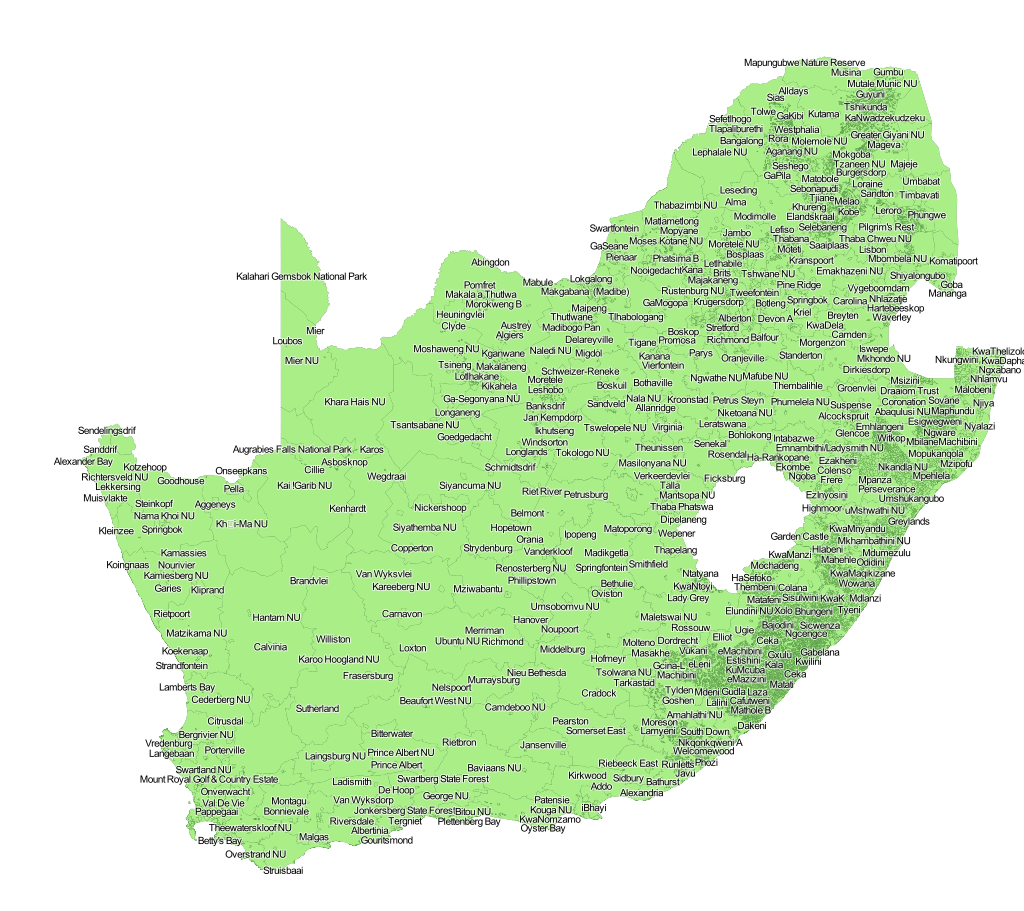 Mapungubwe Nature Reserve
Musina
Gumbu
Mutale Munic NU
Alldays
Guyuni
Sias
Tshikunda
Tolwe
GaKibi
Kutama
KaNwadzekudzeku
Sefetlhogo
Tlapaliburethi
Westphalia
Greater Giyani NU
Bangalong
Rora
Molemole NU
Mageva
Lephalale NU
Aganang NU
Mokgoba
Seshego
Tzaneen NU
Majeje
GaPila
Burgersdorp
Matobole
Loraine
Umbabat
Leseding
Sebonapudi
Sandton
Timbavati
Thabazimbi NU
Alma
Tjiane
Melao
Khureng
Kobe
Leroro
Phungwe
Matlametlong
Modimolle
Elandskraal
Swartfontein
Mopyane
Jambo
Lefiso
Selebaneng
Pilgrim's Rest
GaSeane
Moses Kotane NU
Moretele NU
Thabana
Saaiplaas
Thaba Chweu NU
Pienaar
Phatsima B
Bosplaas
Moteti
Lisbon
Abingdon
Nooigedacht
Kana
Letlhabile
Kranspoort
Mbombela NU
Komatipoort
Kalahari Gemsbok National Park
Brits
Tshwane NU
Emakhazeni NU
Shiyalongubo
Mabule
Lokgalong
Majakaneng
Pine Ridge
Goba
Pomfret
Makgabana (Madibe)
Rustenburg NU
Tweefontein
Vygeboomdam
Mananga
Makala a Thutwa
GaMogopa
Krugersdorp
Botleng
Springbok
Carolina
Nhlazatje
Morokweng B
Maipeng
Kriel
Hartebeeskop
Heuningvlei
Thutlwane
Tlhabologang
Alberton
Devon A
Breyten
Waverley
Clyde
Austrey
Madibogo Pan
Stretford
KwaDela
Mier
Algiers
Boskop
Camden
Loubos
Delareyville
Tigane
Promosa
Richmond
Balfour
Morgenzon
Moshaweng NU
Kganwane
Naledi NU
Migdol
Kanana
Parys
Oranjeville
Standerton
Iswepe
KwaThelizolo
Mier NU
Tsineng
Makalaneng
Vierfontein
Mkhondo NU
Nkungwini
KwaDapha
Lotlhakane
Schweizer-Reneke
Dirkiesdorp
Ngxabano
Kikahela
Moretele
Boskuil
Bothaville
Ngwathe NU
Mafube NU
Thembalihle
Msizini
Nhlamvu
Leshobo
Groenvlei
Draaiom Trust
Malobeni
Khara Hais NU
Ga-Segonyana NU
Banksdrif
Sandveld
Nala NU
Kroonstad
Petrus Steyn
Phumelela NU
Suspense
Coronation
Sovane
Njiya
Longaneng
Allanridge
Nketoana NU
Alcockspruit
Abaqulusi NU
Maphundu
Tsantsabane NU
Jan Kempdorp
Leratswana
Esigwegweni
Sendelingsdrif
Ikhutseng
Tswelopele NU
Virginia
Bohlokong
Intabazwe
Glencoe
Emhlangeni
Nyalazi
Goedgedacht
Windsorton
Theunissen
Senekal
Witkop
Ngware
Sanddrif
Augrabies Falls National Park
Karos
Longlands
Tokologo NU
Rosendal
Ha-Rankopane
Emnambithi/Ladysmith NU
Mbilane
Machibini
Alexander Bay
Kotzehoop
Asbosknop
Schmidtsdrif
Masilonyana NU
Ekombe
Ezakheni
Mopukangola
Richtersveld NU
Onseepkans
Cillie
Wegdraai
Verkeerdevlei
Ficksburg
Ngoba
Colenso
Nkandla NU
Mzipofu
Lekkersing
Goodhouse
Pella
Kai !Garib NU
Siyancuma NU
Talla
Frere
Mpanza
Mpehlela
Muisvlakte
Riet River
Petrusburg
Mantsopa NU
Ezinyosini
Perseverance
Steinkopf
Aggeneys
Kenhardt
Nickershoop
Thaba Phatswa
Highmoor
Umshukangubo
Nama Khoi NU
Belmont
Dipelaneng
uMshwathi NU
Kleinzee
Springbok
Siyathemba NU
Hopetown
Matoporong
Wepener
Garden Castle
KwaMnyandu
Greylands
Orania
Ipopeng
Mkhambathini NU
Kamassies
Copperton
Strydenburg
Vanderkloof
Madikgetla
Thapelang
KwaManzi
Hlabeni
Mdumezulu
Koingnaas
Nourivier
Renosterberg NU
Springfontein
Smithfield
Mochadeng
Mahehle
Odidini
Kamiesberg NU
Van Wyksvlei
Phillipstown
Ntatyana
HaSefoko
KwaMagikizane
Garies
Kliprand
Brandvlei
Kareeberg NU
Mziwabantu
Bethulie
KwaNtoyi
Thembeni
Colana
Wowana
Oviston
Lady Grey
Matafeni
Sisulwini
KwaK
Mdlanzi
Rietpoort
Carnavon
Umsobomvu NU
Elundini NU
Xolo
Bhungeni
Tyeni
Hantam NU
Hanover
Maletswai NU
Bajodini
Sicwenza
Matzikama NU
Merriman
Noupoort
Rossouw
Ugie
Ngcengce
Williston
Ubuntu NU
Richmond
Molteno
Dordrecht
Elliot
Ceka
Koekenaap
Calvinia
Loxton
Middelburg
Masakhe
Vukani
eMachibini
Gxulu
Gabelana
Strandfontein
Karoo Hoogland NU
Hofmeyr
Gcina-L
eLeni
Estishini
Kala
Kwilini
Frasersburg
Nieu Bethesda
Tsolwana NU
Machibini
KuMcuba
Ceka
Lamberts Bay
Murraysburg
Tarkastad
eMazizini
Matati
Cederberg NU
Nelspoort
Cradock
Tylden
Mdeni
Gudla
Laza
Sutherland
Beaufort West NU
Camdeboo NU
Goshen
Lalini
Cafutweni
Citrusdal
Pearston
Amahlathi NU
Mathole B
Bergrivier NU
Bitterwater
Somerset East
Moreson
Dakeni
Vredenburg
Rietbron
Jansenville
Lamyeni
South Down
Langebaan
Porterville
Laingsburg NU
Prince Albert NU
Nkqonkqweni A
Prince Albert
Welcomewood
Swartland NU
Baviaans NU
Riebeeck East
Runletts
Phozi
Mount Royal Golf & Country Estate
Ladismith
Swartberg State Forest
Kirkwood
Sidbury
Bathurst
Javu
Onverwacht
De Hoop
Addo
Val De Vie
Montagu
Van Wyksdorp
George NU
Patensie
Alexandria
Pappegaai
Bonnievale
Jonkersberg State Forest
Bitou NU
Kouga NU
iBhayi
Riversdale
Tergniet
Plettenberg Bay
KwaNomzamo
Theewaterskloof NU
Albertinia
Oyster Bay
Betty's Bay
Malgas
Gouritsmond
Overstrand NU
Struisbaai